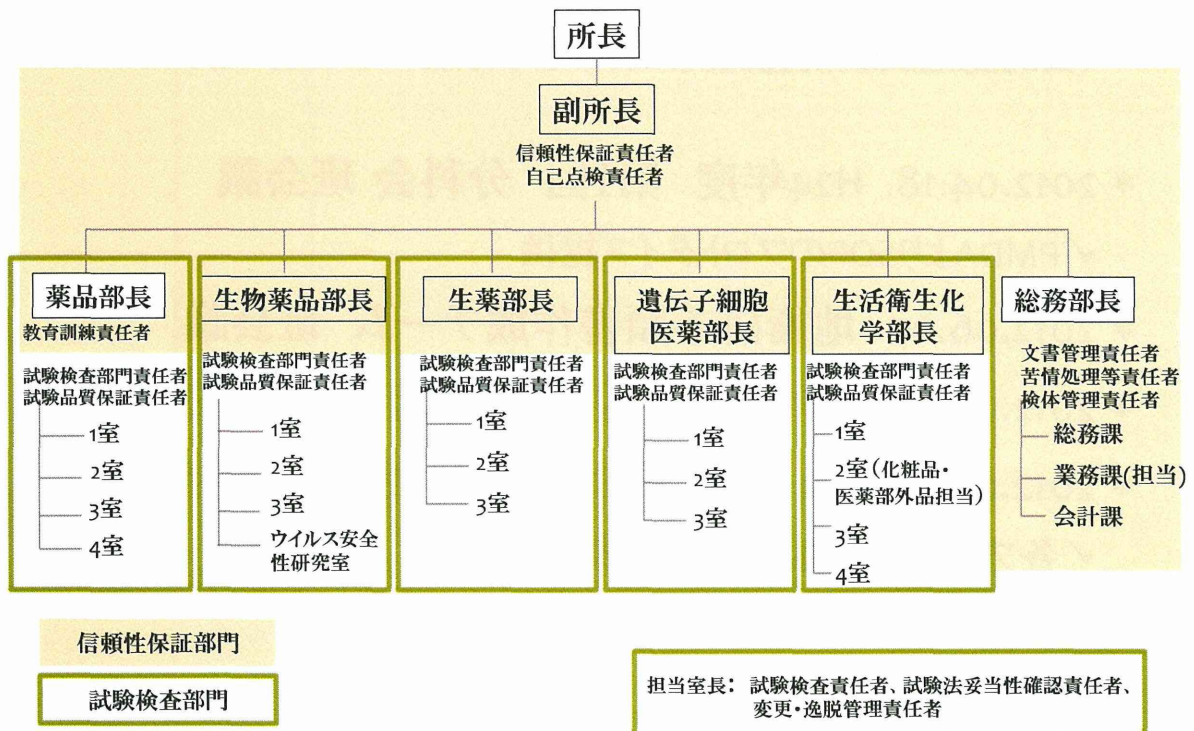 所長
副所長
信頼性保証責任者
自己点検責任者
薬品部長
教育訓練責任者
試験検査部門責任者
試験品質保証責任者
1室
2室
3室
4室
生物薬品部長
試験検査部門責任者
試験品質保証責任者
1室
2室
3室
ウイルス安全
性研究室
生薬部長
試験検査部門責任者
試験品質保証責任者
1室
2室
3室
遺伝子細胞
医薬部長
試験検査部門責任者
試験品質保証責任者
1室
2室
3室
生活衛生化
学部長
試験検査部門責任者
試験品質保証責任者
1室
2室(化粧品・
医薬部外品担当)
3室
4室
総務部長
文書管理責任者
苦情処理等責任者
検体管理責任者
総務課
業務課(担当)
会計課
信頼性保証部門
試験検査部門
担当室長: 試験検査責任者、試験法妥当性確認責任者、
変更・逸脱管理責任者